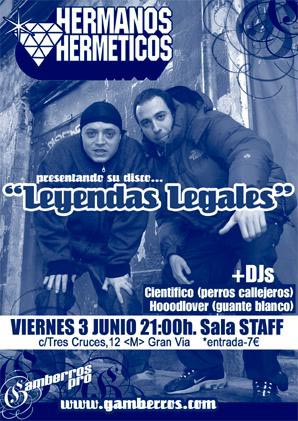 HERMANOS
HERMETICOS
presentando su disco...
“Leyendas Legales”
+DJs
Cientifico (perros callejeros)
Hooodlover (guante blanco)
VIERNES 3 JUNIO 21:00h. Sala STAFF
c/Tres Cruces,12 <M> Gran Via *entrada-7€
Gamberros
pro
www.gamberros.com